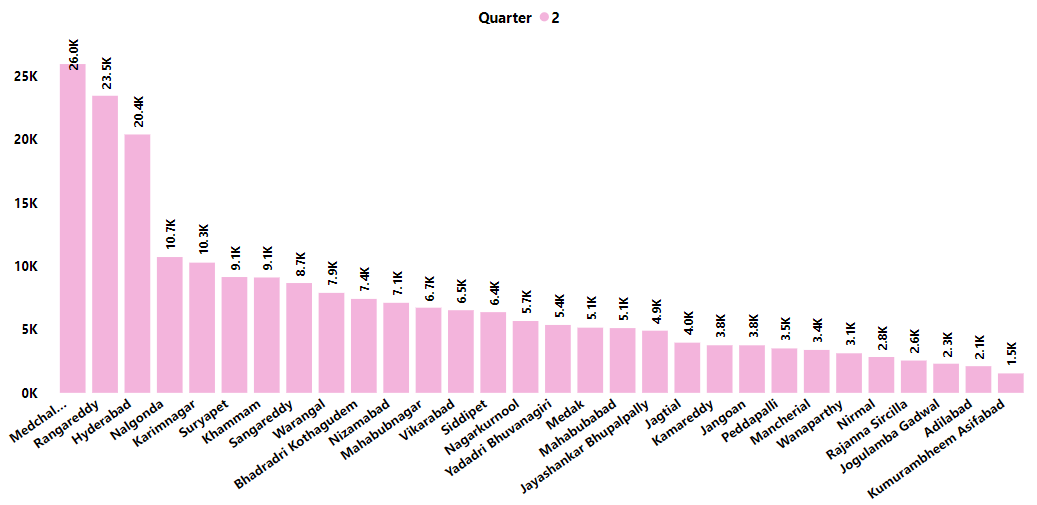 Quarter 2
26.0K
23.5K
20.4K
10.7K
10.3K
9.1K
9.1K
8.7K
7.9K
7.4K
7.1K
6.7K
6.5K
6.4K
5.7K
5.4K
5.1K
5.1K
4.9K
4.0K
3.8K
3.8K
3.5K
3.4K
3.1K
2.8K
2.6K
2.3K
2.1K
1.5K
25K
20K
15K
10K
5K
0K
Medchal...
Rangareddy
Hyderabad
Nalgonda
Karimnagar
Suryapet
Khammam
Sangareddy
Warangal
Bhadradri Kothagudem
Nizamabad
Mahabubnagar
Vikarabad
Siddipet
Nagarkurnool
Yadadri Bhuvanagiri
Medak
Mahabubabad
Jayashankar Bhupalpally
Jagtial
Kamareddy
Jangoan
Peddapalli
Mancherial
Wanaparthy
Nirmal
Rajanna Sircilla
Jogulamba Gadwal
Adilabad
Kumurambheem Asifabad